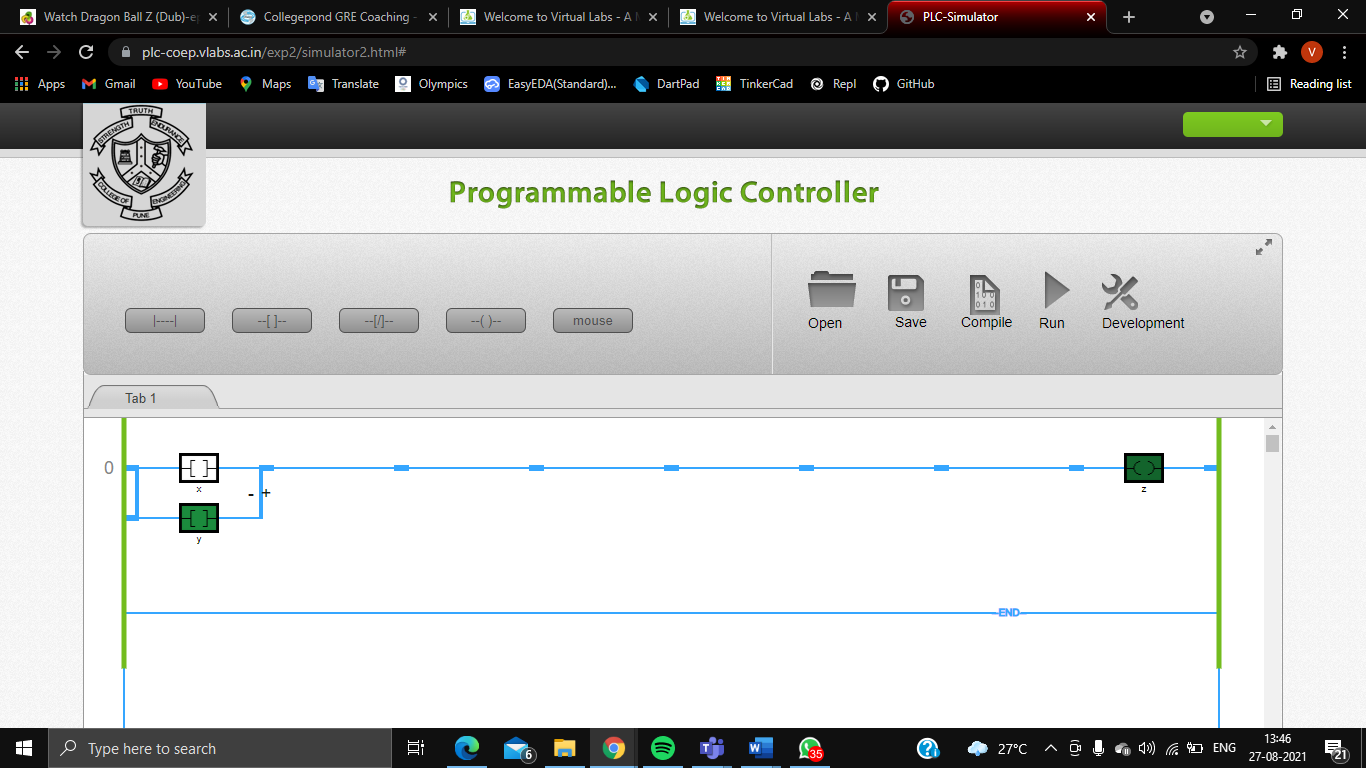 Watch Dragon Ball Z (Dub)-ep
Collegepond GRE Coaching -
Welcome to Virtual Labs - A M
Welcome to Virtual Labs - A M
PLC-Simulator
plc-coep.vlabs.ac.in/exp2/simulator2.html#
V
Apps
Gmail
YouTube
Maps
Translate
Olympics
EasyEDA(Standard)...
DartPad
TinkerCad
Repl
GitHub
Reading list
TRUTH
STRENGTH
ENDURANCE
COLLEGE OF
ENGINEERING
PUNE
Programmable Logic Controller
|----|
--[ ]--
--[/]--
--( )--
mouse
Open
Save
Compile
Run
Development
Tab 1
0
x
- +
y
z
-END-
Type here to search
6
35
27°C
ENG
13:46
27-08-2021
21